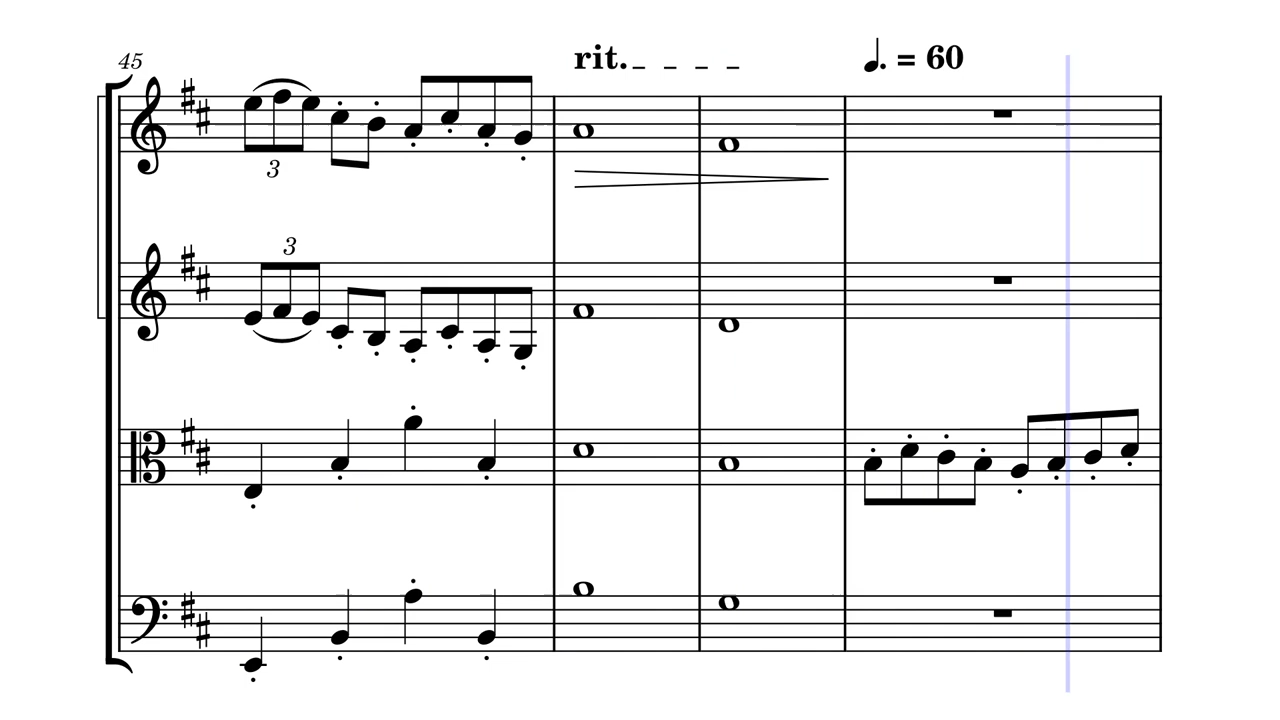 45
rit.
♩. = 60
3
3